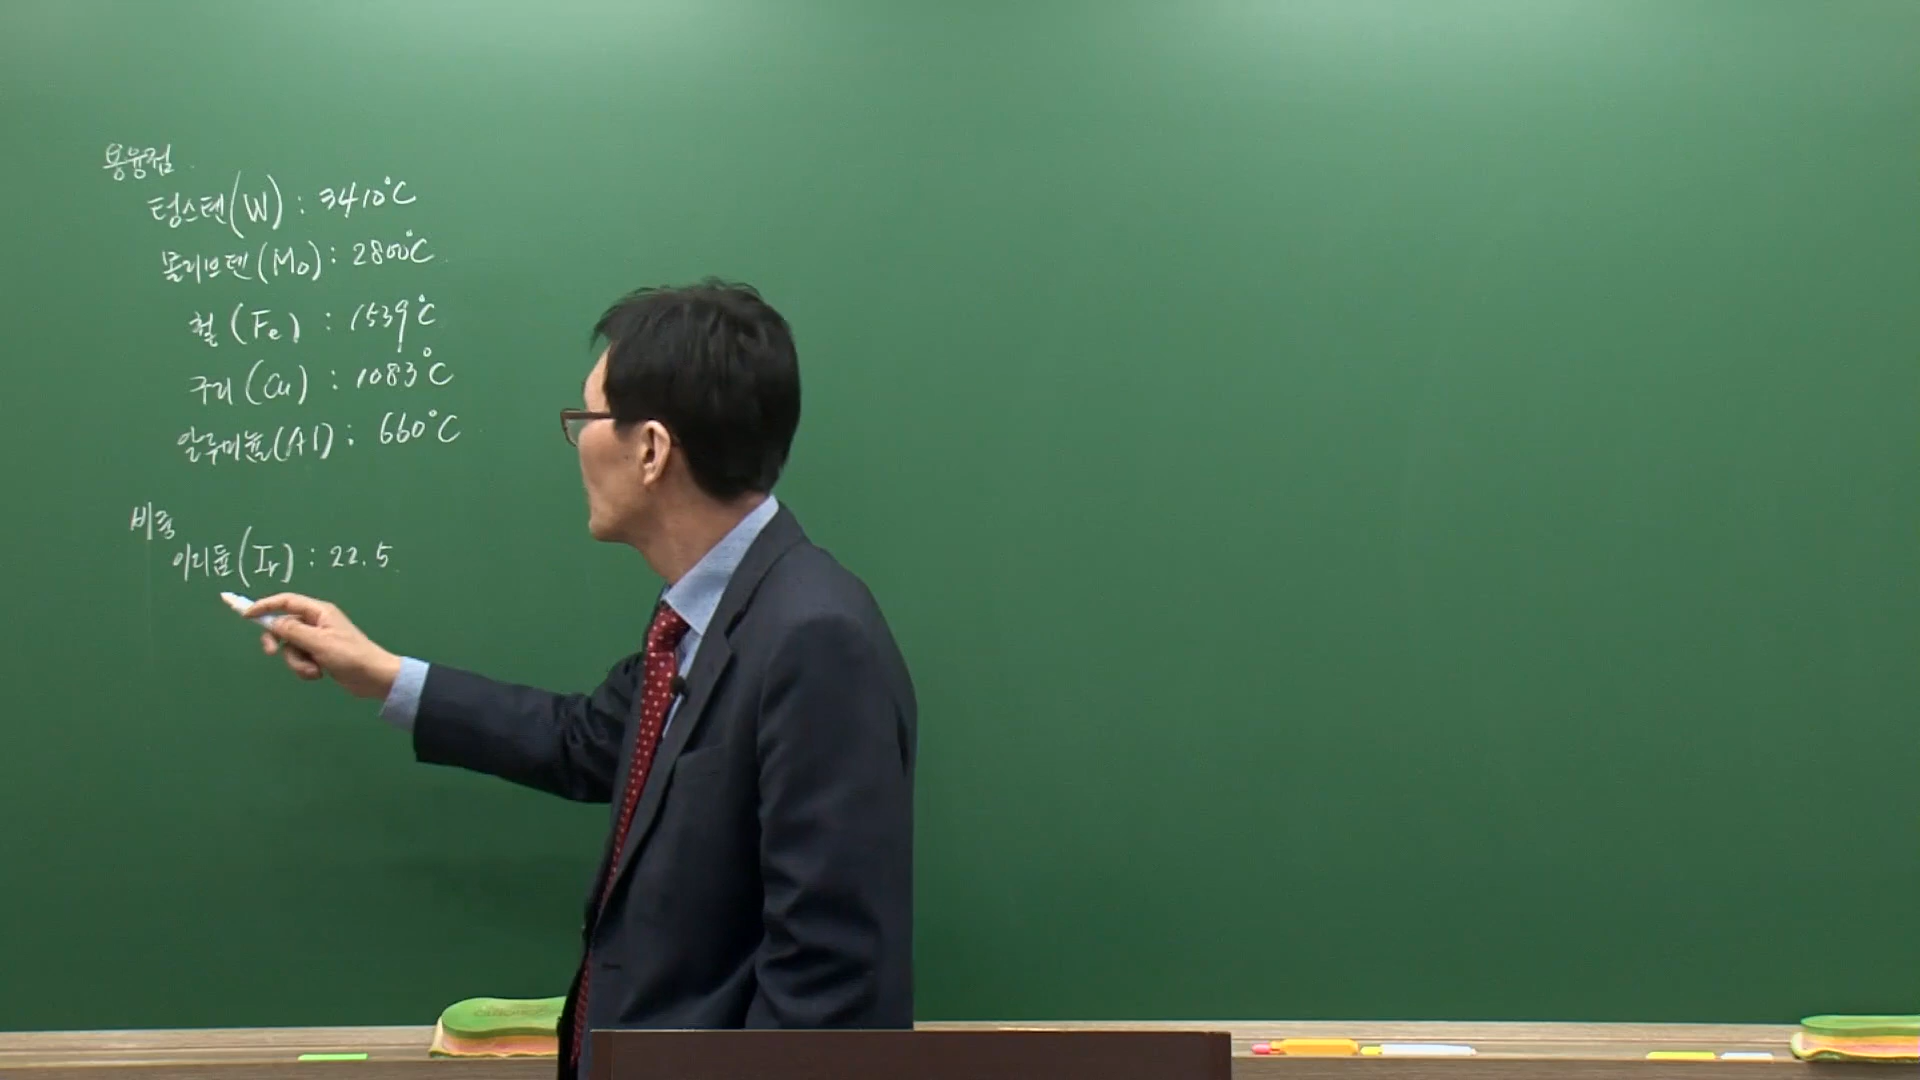 용융점
텅스텐(W) : 3410°C
몰리브덴(Mo) : 2800°C
철(Fe) : 1539°C
구리(Cu) : 1083°C
알루미늄(Al) : 660°C
비중
이리듐(Ir) : 22.5